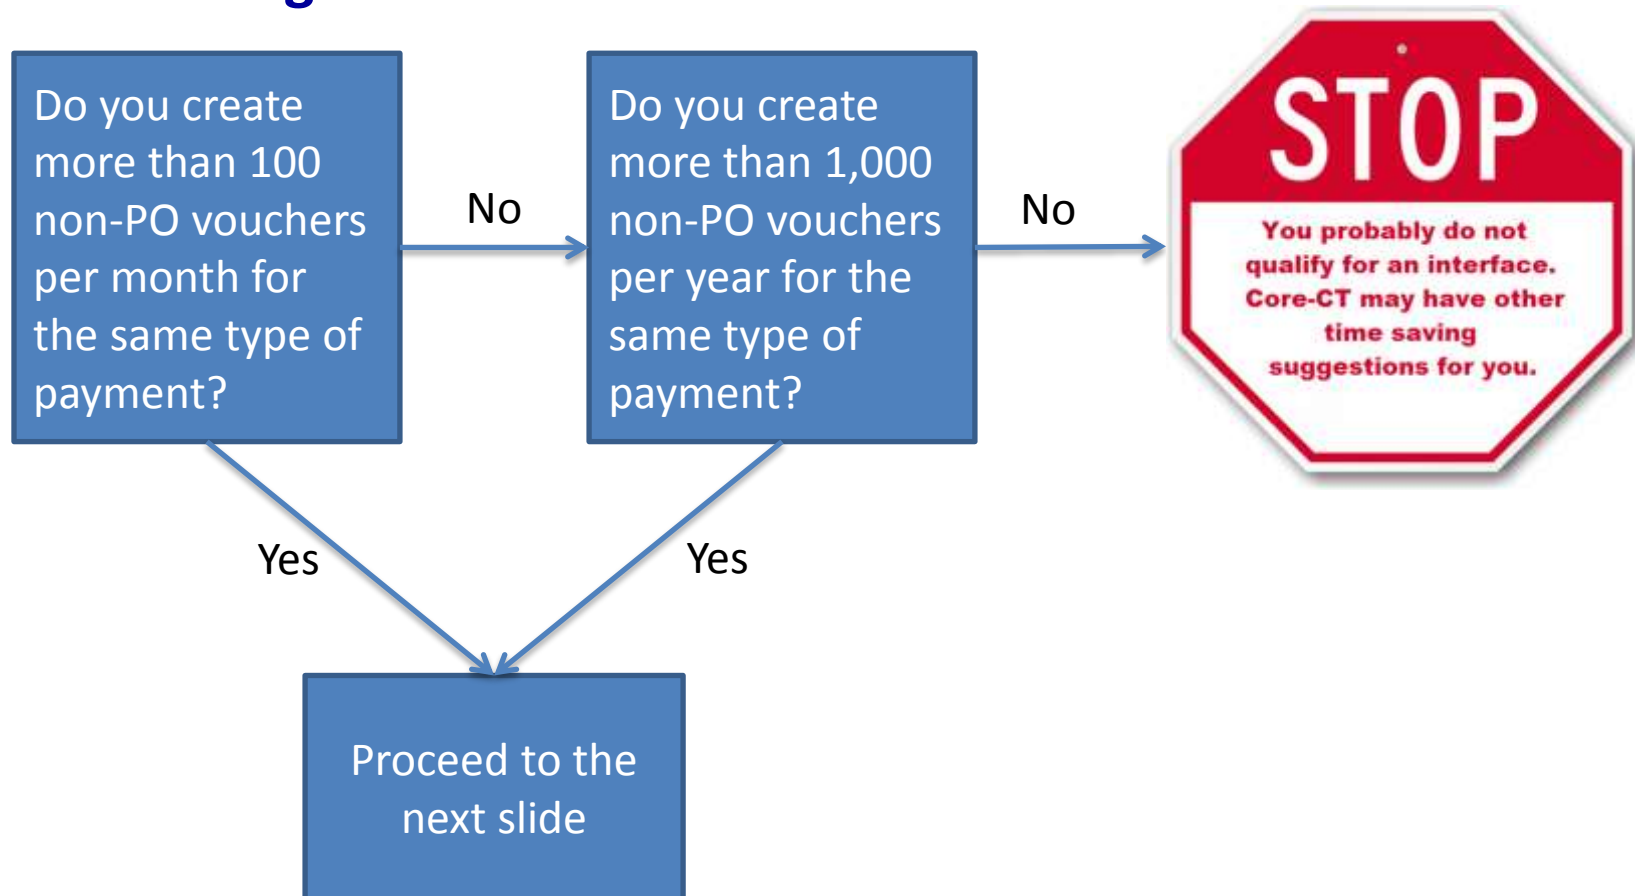 Do you create
more than 100
non-PO vouchers
per month for
the same type of
payment?
No
Do you create
more than 1,000
non-PO vouchers
per year for the
same type of
payment?
No
STOP
You probably do not
qualify for an interface.
Core-CT may have other
time saving
suggestions for you.
Yes
Yes
Proceed to the
next slide